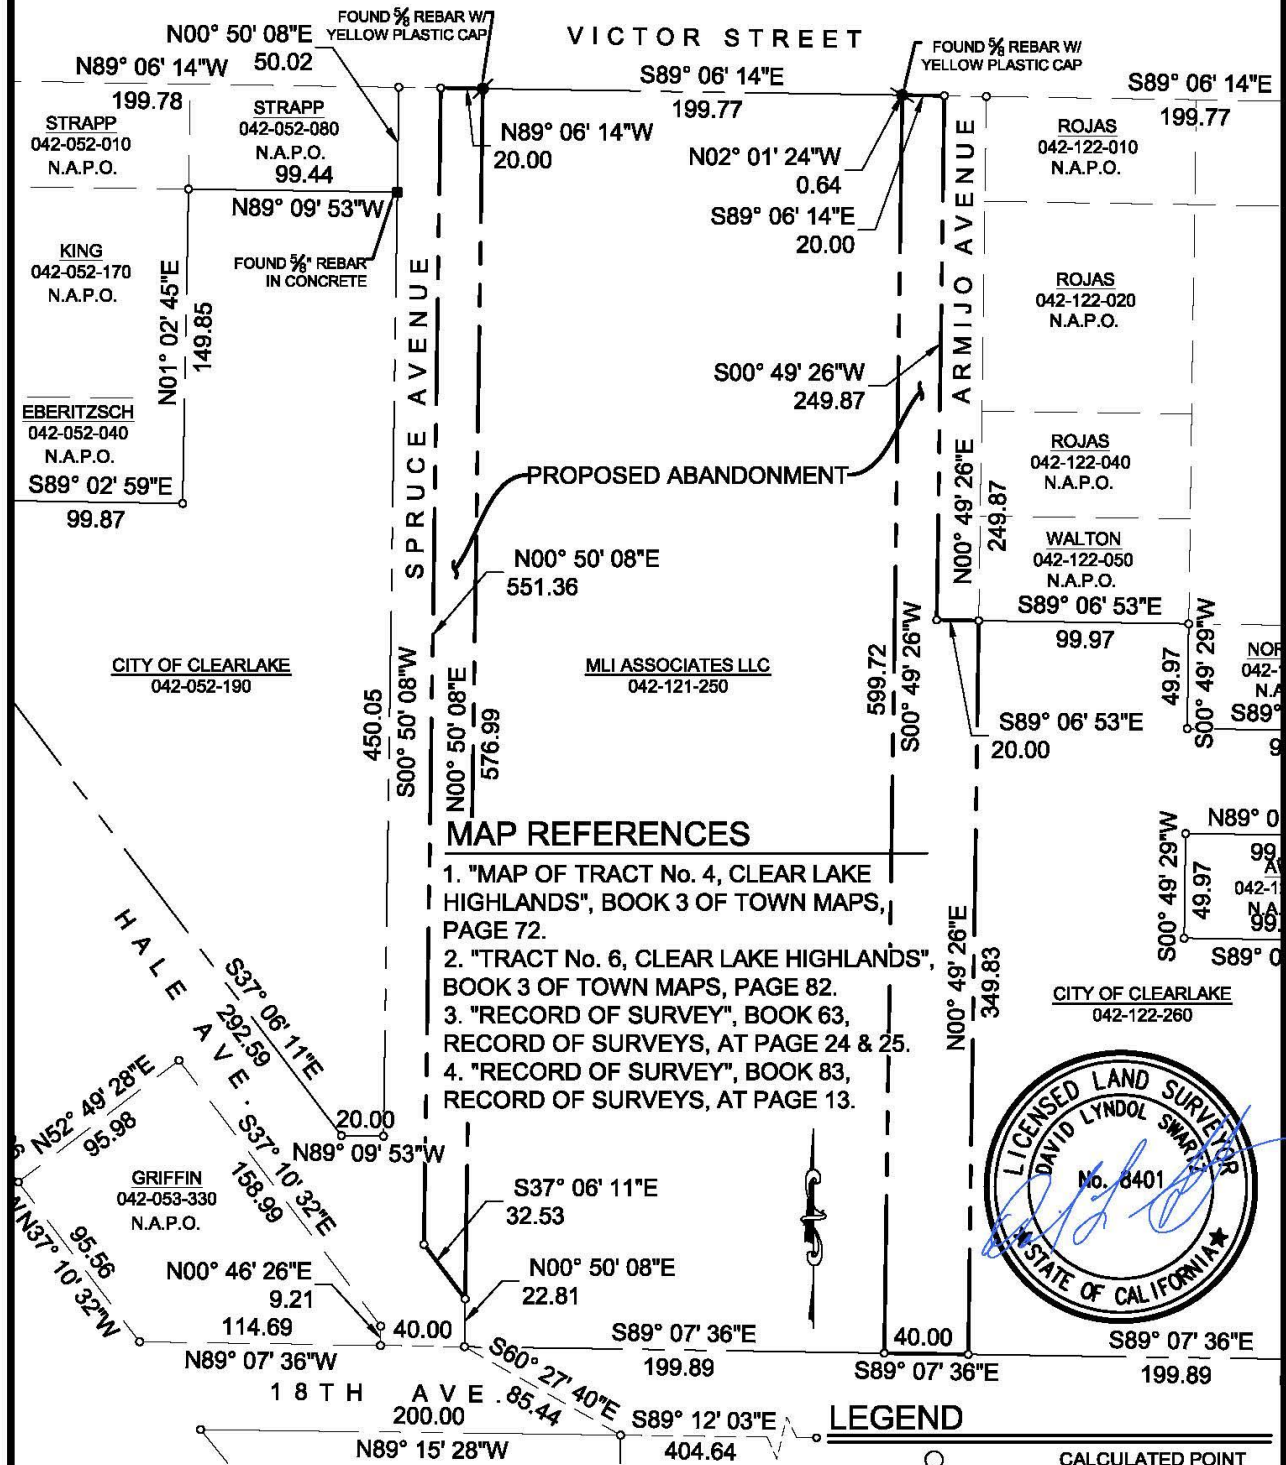 FOUND ⅝ REBAR W/
YELLOW PLASTIC CAP
VICTOR STREET
FOUND ⅝ REBAR W/
YELLOW PLASTIC CAP
N00° 50' 08"E
50.02
N89° 06' 14"W
199.78
S89° 06' 14"E
199.77
S89° 06' 14"E
199.77
STRAPP
042-052-010
N.A.P.O.
STRAPP
042-052-080
N.A.P.O.
99.44
N89° 09' 53"W
N89° 06' 14"W
20.00
N02° 01' 24"W
0.64
S89° 06' 14"E
20.00
ROJAS
042-122-010
N.A.P.O.
KING
042-052-170
N.A.P.O.
FOUND ⅝" REBAR
IN CONCRETE
N01° 02' 45"E
149.85
SPRUCE AVENUE
ARMIJO AVENUE
ROJAS
042-122-020
N.A.P.O.
S00° 49' 26"W
249.87
EBERITZSCH
042-052-040
N.A.P.O.
S89° 02' 59"E
99.87
PROPOSED ABANDONMENT
N00° 49' 26"E
249.87
ROJAS
042-122-040
N.A.P.O.
WALTON
042-122-050
N.A.P.O.
S89° 06' 53"E
99.97
N00° 50' 08"E
551.36
CITY OF CLEARLAKE
042-052-190
450.05
S00° 50' 08"W
N00° 50' 08"E
576.99
MLI ASSOCIATES LLC
042-121-250
599.72
S00° 49' 26"W
S89° 06' 53"E
20.00
49.97
S00° 49' 29"W
NOR
042-1
N.A
S89°
9
MAP REFERENCES
1. "MAP OF TRACT No. 4, CLEAR LAKE
HIGHLANDS", BOOK 3 OF TOWN MAPS,
PAGE 72.
2. "TRACT No. 6, CLEAR LAKE HIGHLANDS",
BOOK 3 OF TOWN MAPS, PAGE 82.
3. "RECORD OF SURVEY", BOOK 63,
RECORD OF SURVEYS, AT PAGE 24 & 25.
4. "RECORD OF SURVEY", BOOK 83,
RECORD OF SURVEYS, AT PAGE 13.
S00° 49' 29"W
49.97
N89° 0
99.
042-1
N.A.
99.
S89° 0
N00° 49' 26"E
349.83
CITY OF CLEARLAKE
042-122-260
HALE AVE.
S37° 06' 11"E
292.59
N52° 49' 28"E
95.98
S37° 10' 32"E
158.99
20.00
N89° 09' 53"W
GRIFFIN
042-053-330
N.A.P.O.
95.56
N37° 10' 32"W
S37° 06' 11"E
32.53
LICENSED LAND SURVEYOR
DAVID LYNDOL SWARTZ
No. 8401
STATE OF CALIFORNIA
N00° 46' 26"E
9.21
114.69
N89° 07' 36"W
N00° 50' 08"E
22.81
40.00
S89° 07' 36"E
199.89
40.00
S89° 07' 36"E
S89° 07' 36"E
199.89
18TH AVE.
S60° 27' 40"E
85.44
200.00
N89° 15' 28"W
S89° 12' 03"E
404.64
LEGEND
CALCULATED POINT